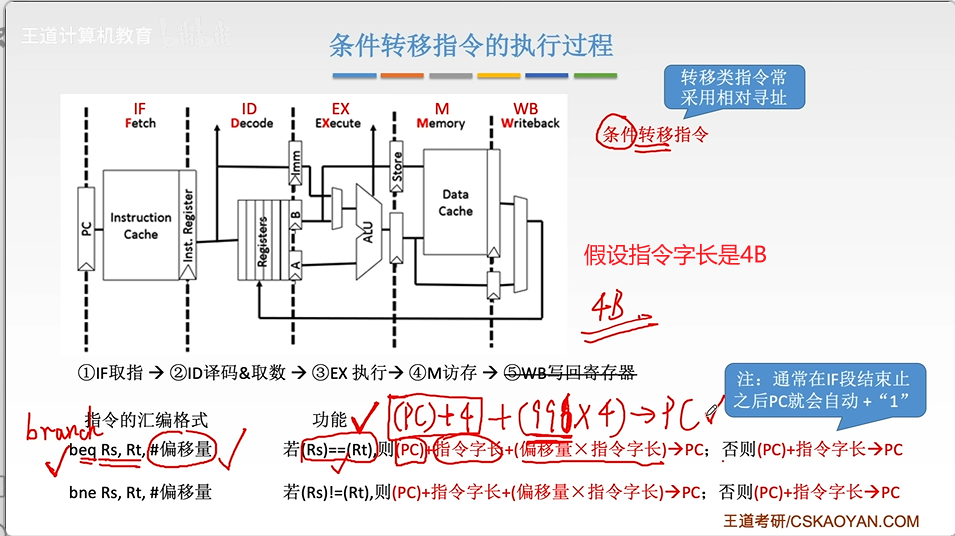 王道计算机教育
条件转移指令的执行过程
转移类指令常
采用相对寻址
条件转移指令
IF ID EX M WB
Fetch Decode EXecute Memory Writeback
PC
Instruction
Cache
Inst. Register
Registers
Imm
B
A
ALU
Store
Data
Cache
假设指令字长是4B
4B
①IF取指 → ②ID译码&取数 → ③EX 执行→ ④M访存 → ⑤WB写回寄存器
注：通常在IF段结束止
之后PC就会自动 + “1”
指令的汇编格式 功能 (PC)+4 + (996×4)→PC
branch
beq Rs, Rt, #偏移量 若(Rs)==(Rt),则(PC)+指令字长+(偏移量×指令字长)→PC；否则(PC)+指令字长→PC
bne Rs, Rt, #偏移量 若(Rs)!=(Rt),则(PC)+指令字长+(偏移量×指令字长)→PC；否则(PC)+指令字长→PC
王道考研/CSKAOYAN.COM